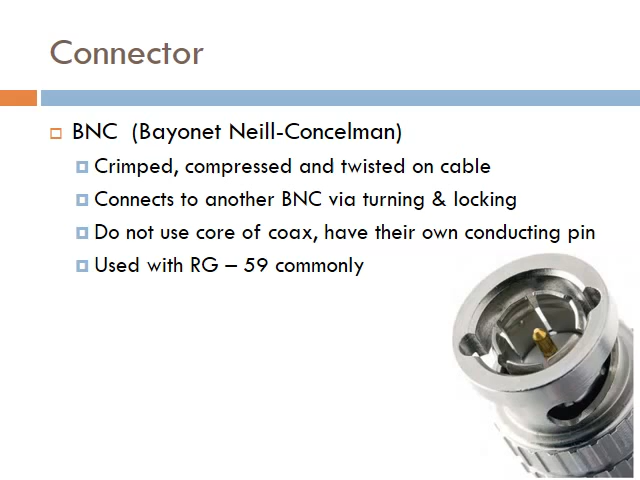 Connector
BNC (Bayonet Neill-Concelman)
Crimped, compressed and twisted on cable
Connects to another BNC via turning & locking
Do not use core of coax, have their own conducting pin
Used with RG – 59 commonly